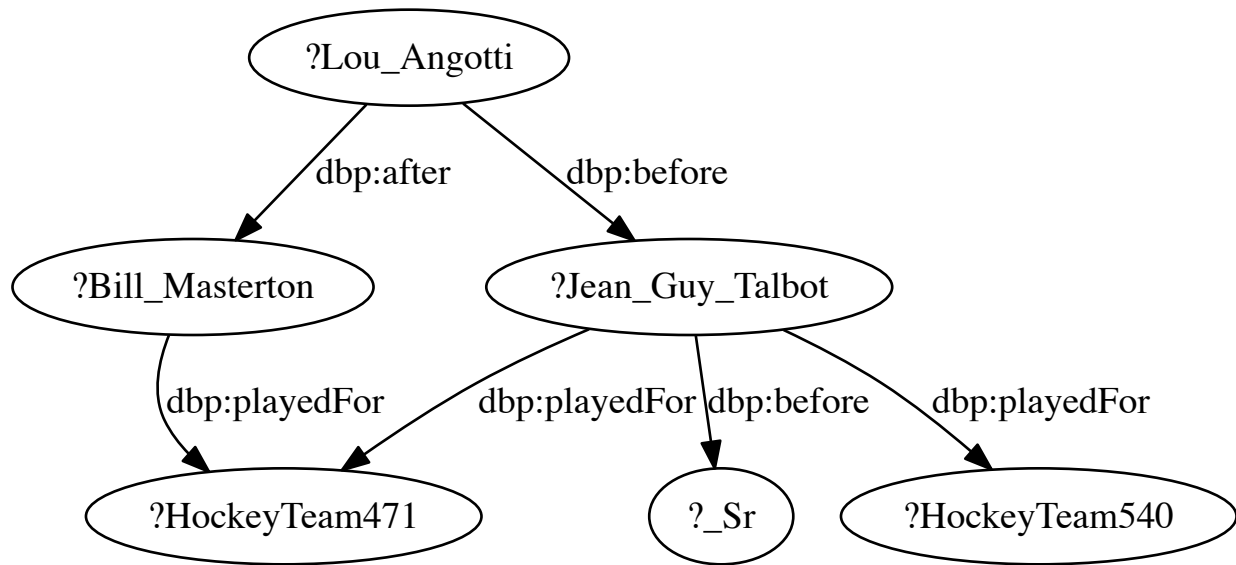 ?Lou_Angotti
dbp:after
dbp:before
?Bill_Masterton
?Jean_Guy_Talbot
dbp:playedFor
dbp:playedFor
dbp:before
dbp:playedFor
?HockeyTeam471
?_Sr
?HockeyTeam540